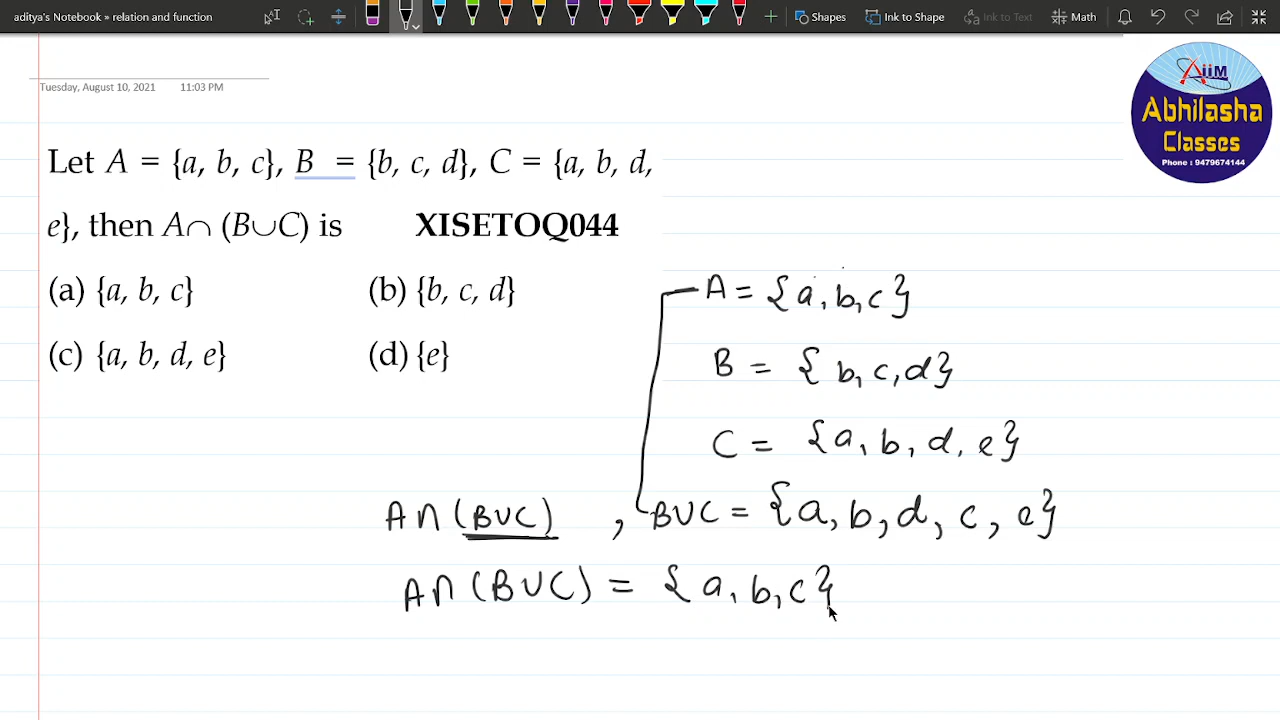 aditya's Notebook » relation and function
Shapes
Ink to Shape
Ink to Text
Math
Tuesday, August 10, 2021 11:03 PM
AIIM
Abhilasha
Classes
Phone : 9479674144
Let A = {a, b, c}, B = {b, c, d}, C = {a, b, d,
e}, then A∩ (B∪C) is XISETOQ044
(a) {a, b, c} (b) {b, c, d}
(c) {a, b, d, e} (d) {e}
A = {a, b, c}
B = { b, c, d}
C = {a, b, d, e}
A∩ (B∪C) , B∪C = {a, b, d, c, e}
A∩ (B∪C) = {a, b, c}